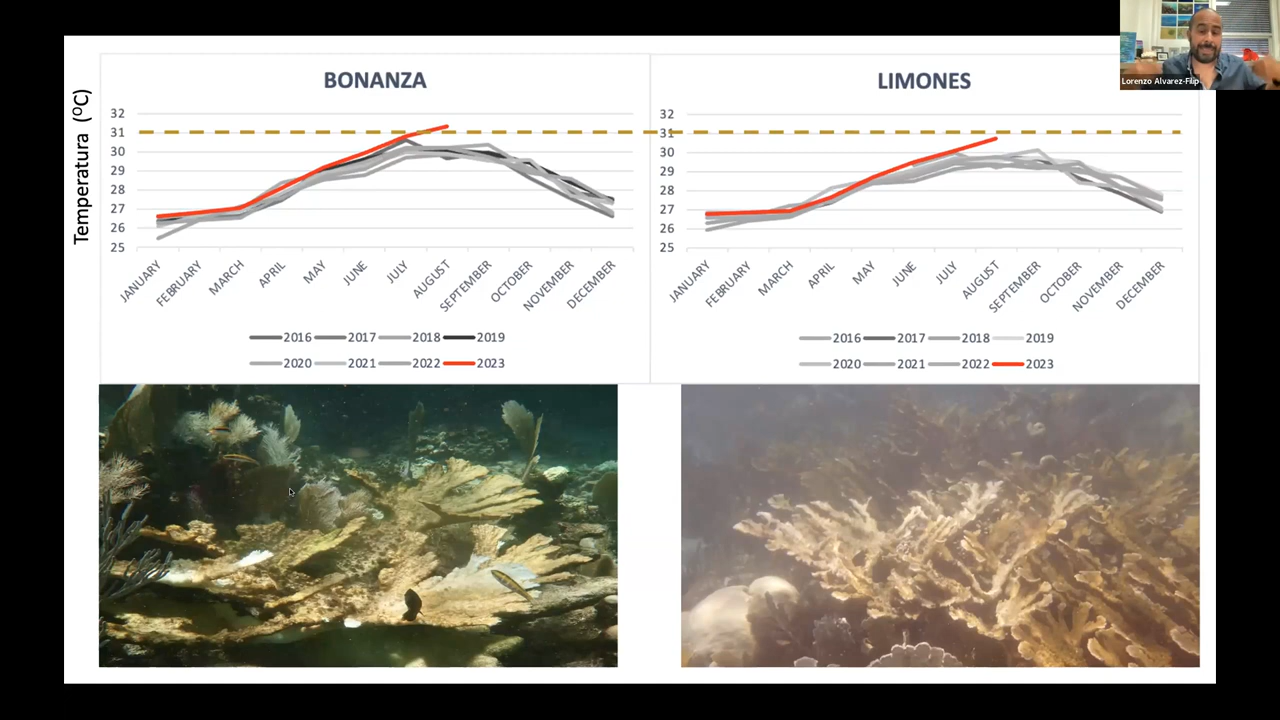 BONANZA
Temperatura (ºC)
32
31
30
29
28
27
26
25
JANUARY
FEBRUARY
MARCH
APRIL
MAY
JUNE
JULY
AUGUST
SEPTEMBER
OCTOBER
NOVEMBER
DECEMBER
2016 2017 2018 2019
2020 2021 2022 2023
LIMONES
32
31
30
29
28
27
26
25
JANUARY
FEBRUARY
MARCH
APRIL
MAY
JUNE
JULY
AUGUST
SEPTEMBER
OCTOBER
NOVEMBER
DECEMBER
2016 2017 2018 2019
2020 2021 2022 2023
Lorenzo Alvarez-Filip